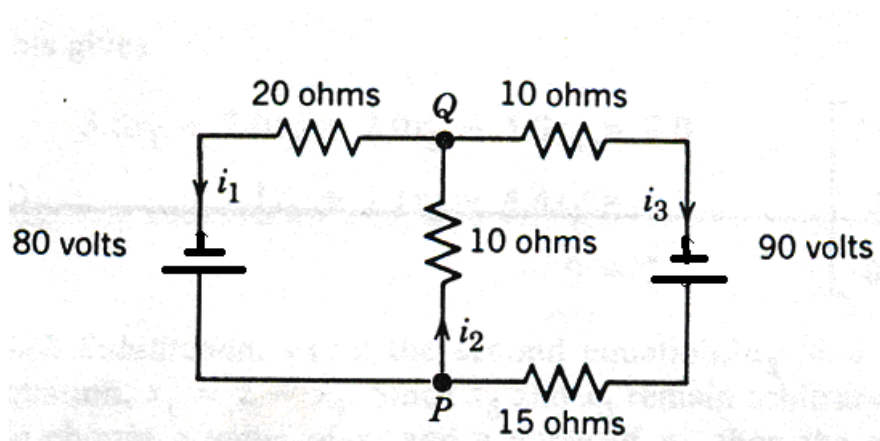 20 ohms
Q
10 ohms
i₁
i₃
80 volts
10 ohms
90 volts
i₂
P
15 ohms